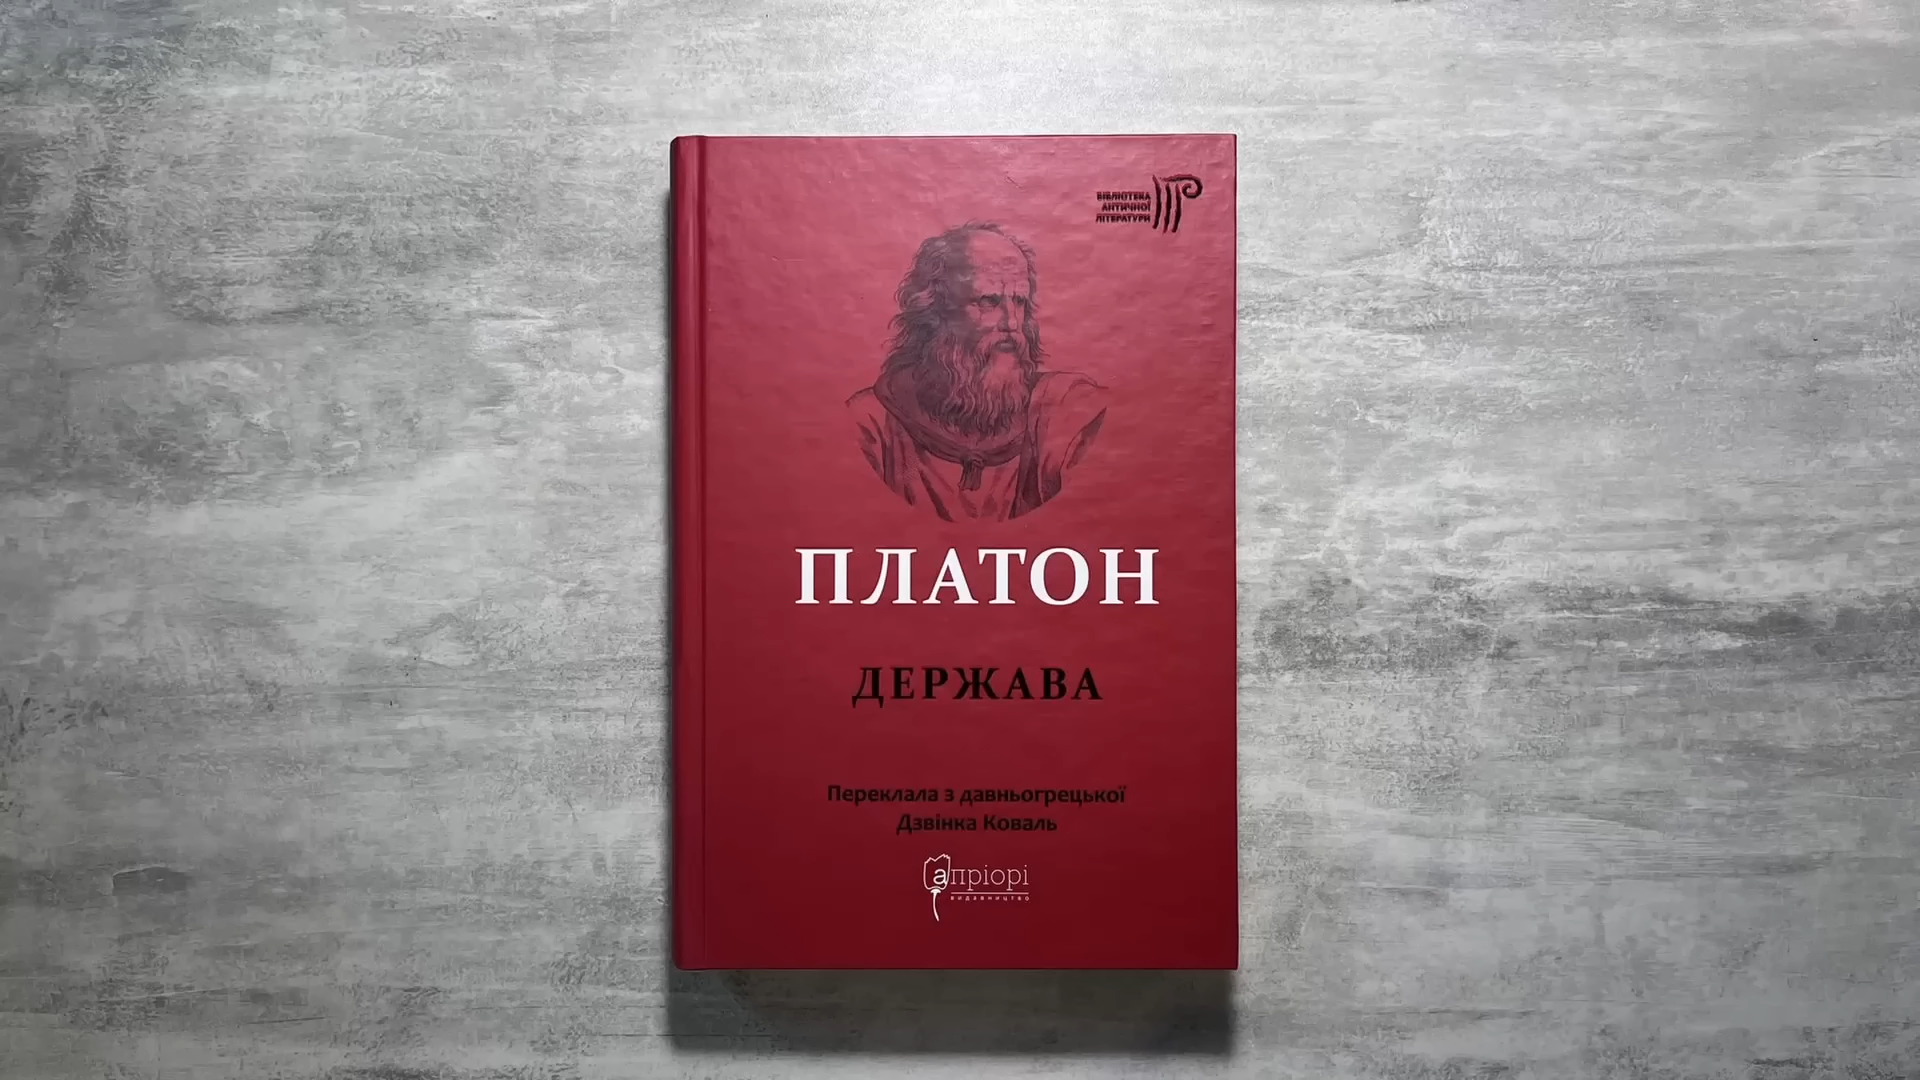 БІБЛІОТЕКА
АНТИЧНОЇ
ЛІТЕРАТУРИ
ПЛАТОН
ДЕРЖАВА
Переклала з давньогрецької
Дзвінка Коваль
апріорі
видавництво